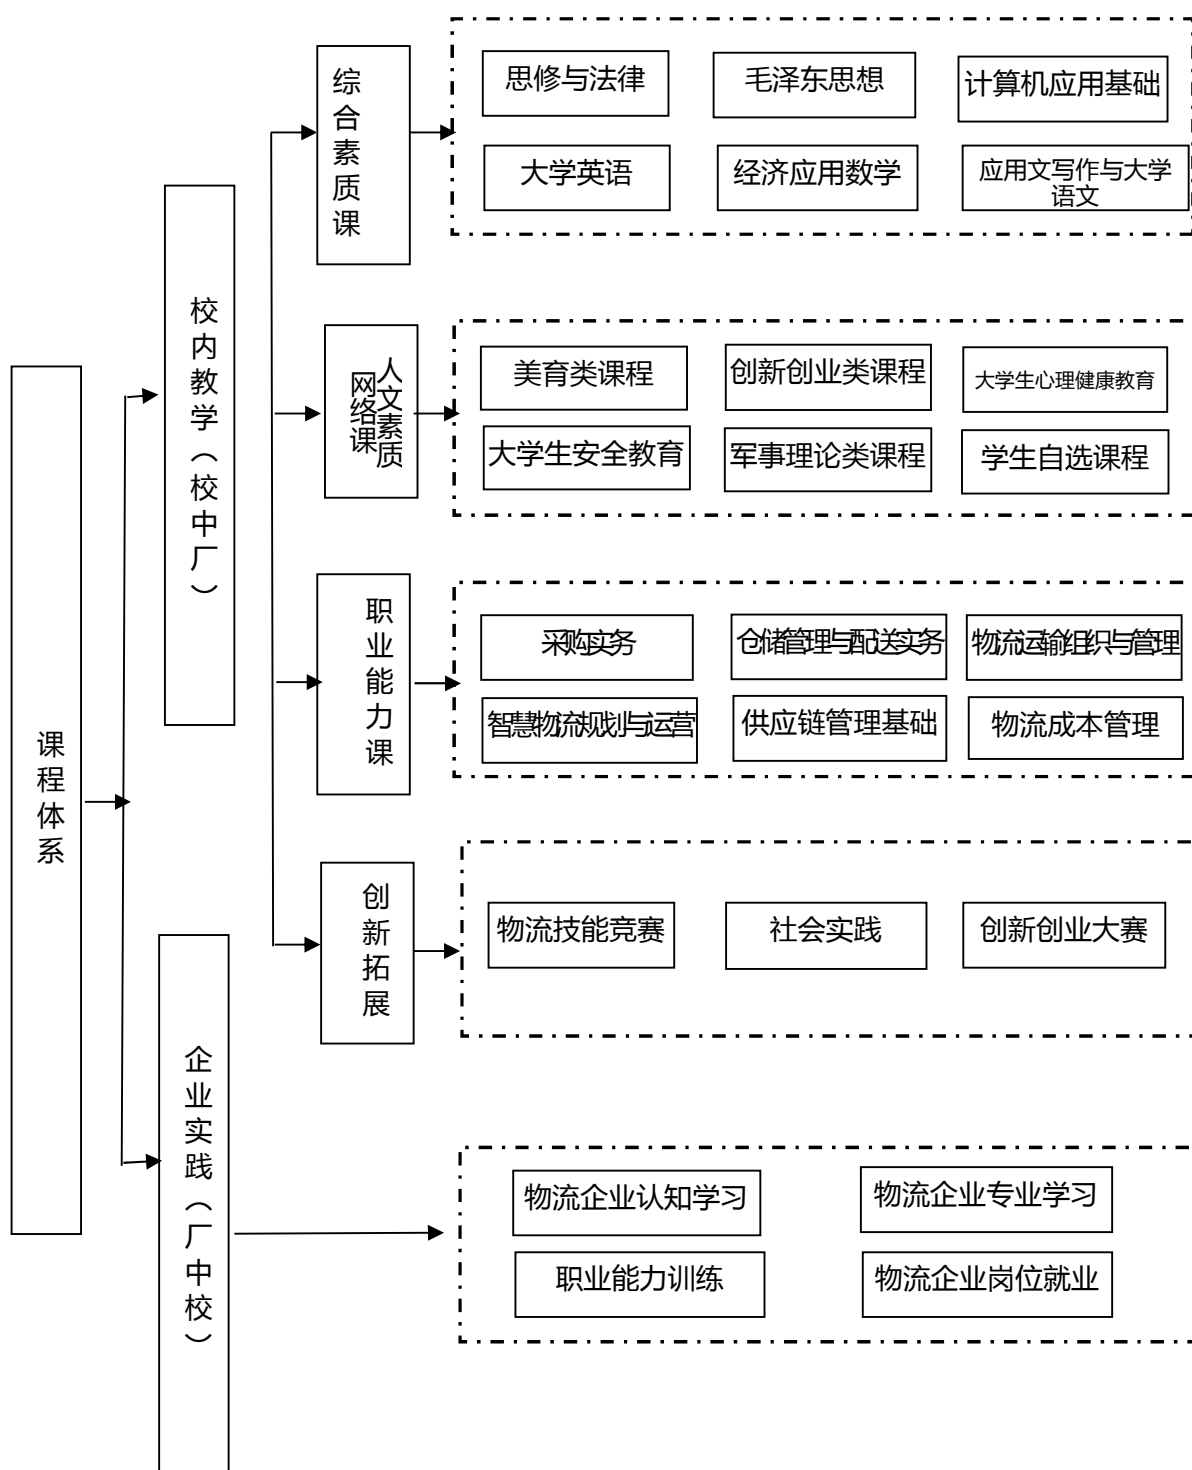 课程体系
校内教学（校中厂）
企业实践（厂中校）
综合素质课
思修与法律
毛泽东思想
计算机应用基础
大学英语
经济应用数学
应用文写作与大学
语文
人文素质
网络课
美育类课程
创新创业类课程
大学生心理健康教育
大学生安全教育
军事理论类课程
学生自选课程
职业能力课
采购实务
仓储管理与配送实务
物流运输组织与管理
智慧物流规划与运营
供应链管理基础
物流成本管理
创新拓展
物流技能竞赛
社会实践
创新创业大赛
物流企业认知学习
物流企业专业学习
职业能力训练
物流企业岗位就业